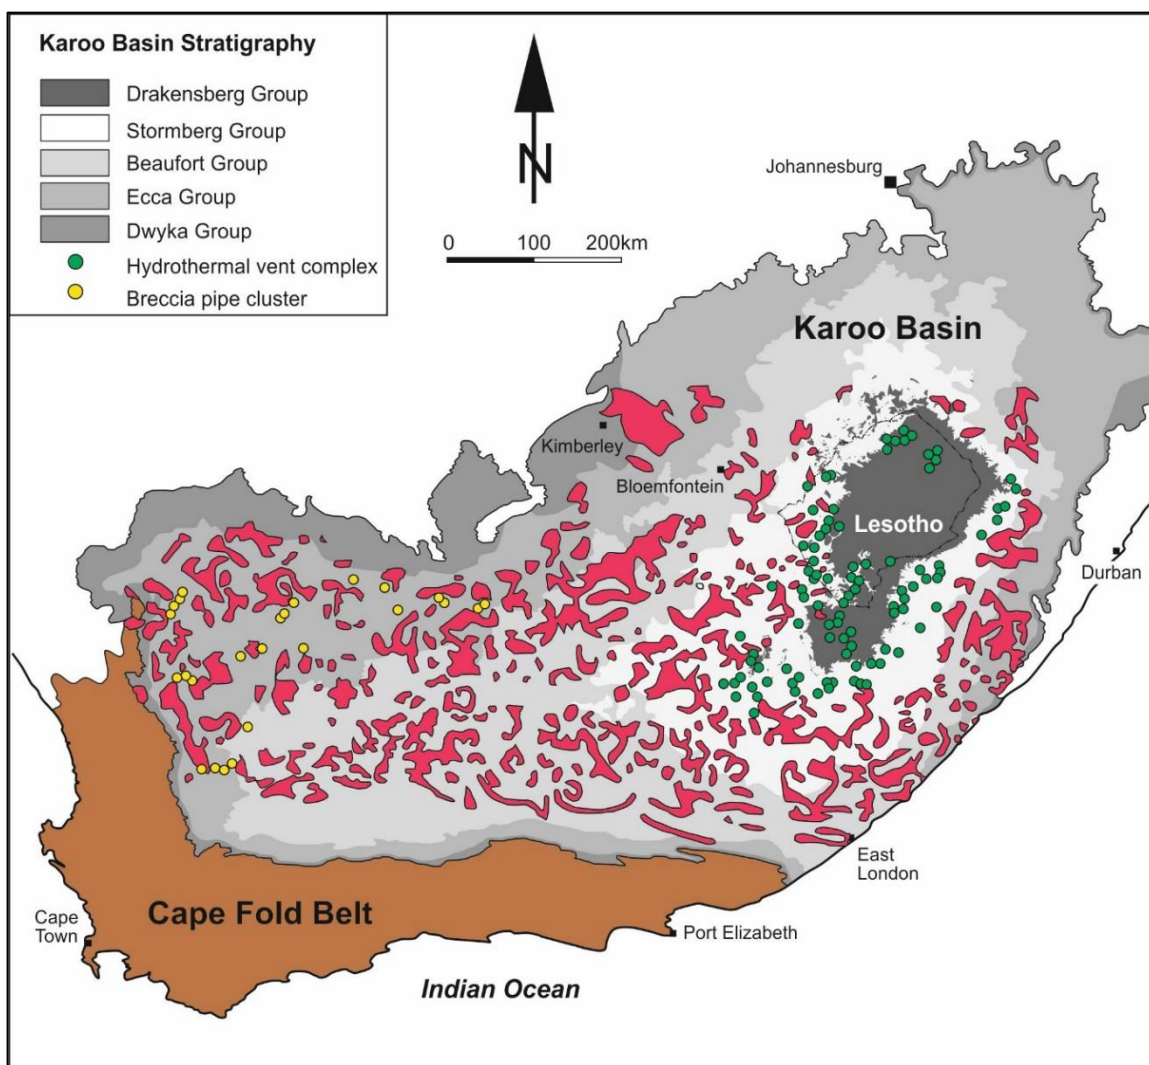 Karoo Basin Stratigraphy
Drakensberg Group
Stormberg Group
Beaufort Group
Ecca Group
Dwyka Group
Hydrothermal vent complex
Breccia pipe cluster
N
0 100 200km
Johannesburg
Karoo Basin
Kimberley
Bloemfontein
Lesotho
Durban
East
London
Cape Fold Belt
Cape
Town
Port Elizabeth
Indian Ocean